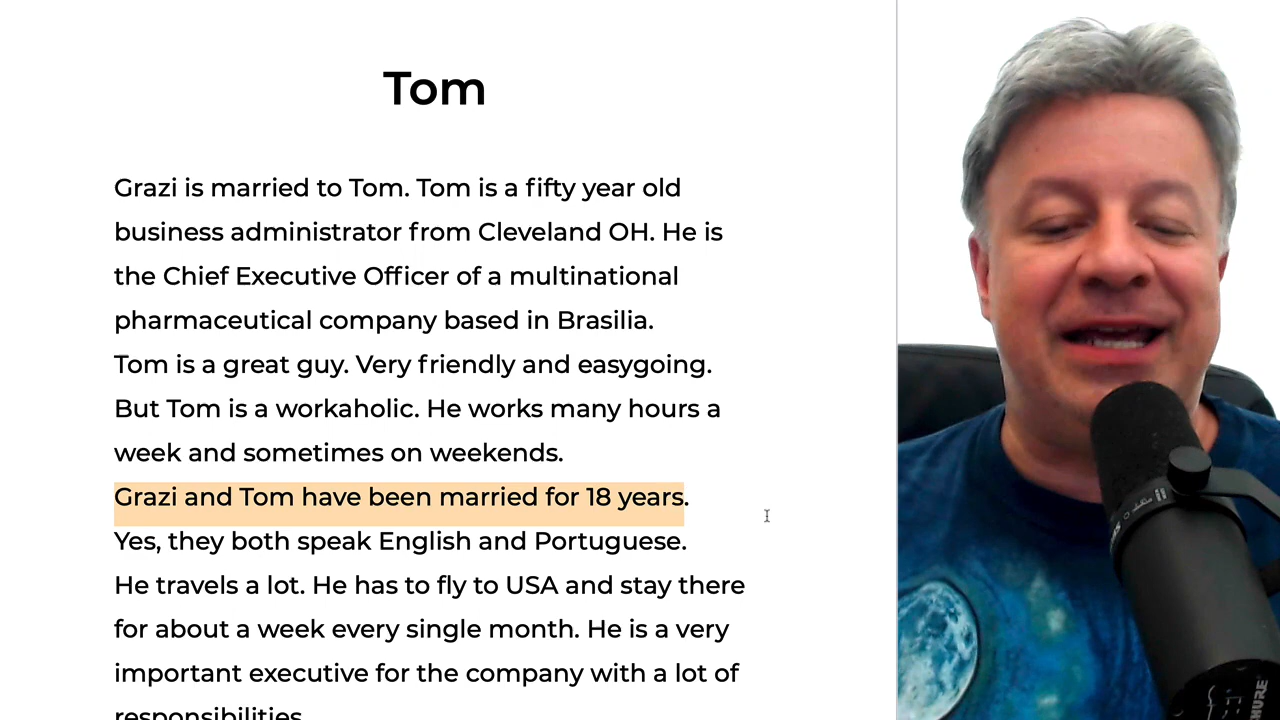 Tom
Grazi is married to Tom. Tom is a fifty year old
business administrator from Cleveland OH. He is
the Chief Executive Officer of a multinational
pharmaceutical company based in Brasilia.
Tom is a great guy. Very friendly and easygoing.
But Tom is a workaholic. He works many hours a
week and sometimes on weekends.
Grazi and Tom have been married for 18 years.
Yes, they both speak English and Portuguese.
He travels a lot. He has to fly to USA and stay there
for about a week every single month. He is a very
important executive for the company with a lot of
responsibilities.
SHURE